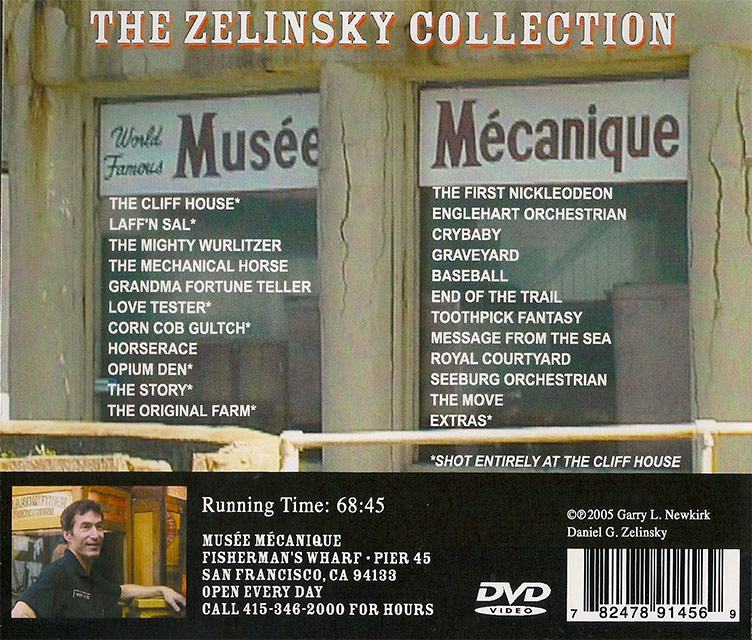 THE ZELINSKY COLLECTION
World
Famous
Musée
Mécanique
THE CLIFF HOUSE*
LAFF'N SAL*
THE MIGHTY WURLITZER
THE MECHANICAL HORSE
GRANDMA FORTUNE TELLER
LOVE TESTER*
CORN COB GULTCH*
HORSERACE
OPIUM DEN*
THE STORY*
THE ORIGINAL FARM*
THE FIRST NICKLEODEON
ENGLEHART ORCHESTRIAN
CRYBABY
GRAVEYARD
BASEBALL
END OF THE TRAIL
TOOTHPICK FANTASY
MESSAGE FROM THE SEA
ROYAL COURTYARD
SEEBURG ORCHESTRIAN
THE MOVE
EXTRAS*
*SHOT ENTIRELY AT THE CLIFF HOUSE
Running Time: 68:45
MUSÉE MÉCANIQUE
FISHERMAN'S WHARF • PIER 45
SAN FRANCISCO, CA 94133
OPEN EVERY DAY
CALL 415-346-2000 FOR HOURS
DVD
VIDEO
©℗2005 Garry L. Newkirk
Daniel G. Zelinsky
7 82478 91456 9